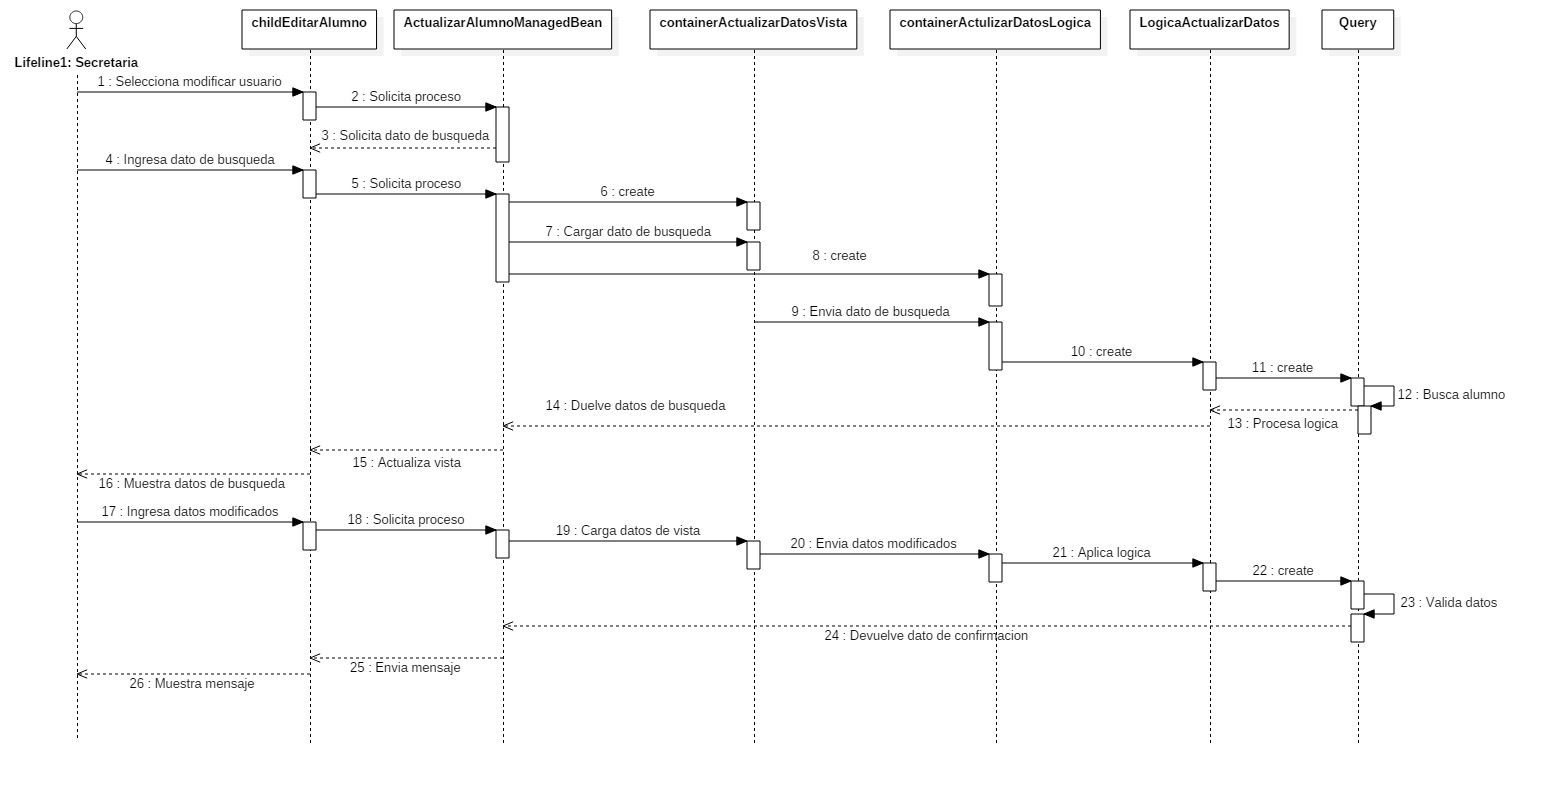 childEditarAlumno
ActualizarAlumnoManagedBean
containerActualizarDatosVista
containerActulizarDatosLogica
LogicaActualizarDatos
Query
Lifeline1: Secretaria
1 : Selecciona modificar usuario
2 : Solicita proceso
3 : Solicita dato de busqueda
4 : Ingresa dato de busqueda
5 : Solicita proceso
6 : create
7 : Cargar dato de busqueda
8 : create
9 : Envia dato de busqueda
10 : create
11 : create
12 : Busca alumno
13 : Procesa logica
14 : Duelve datos de busqueda
15 : Actualiza vista
16 : Muestra datos de busqueda
17 : Ingresa datos modificados
18 : Solicita proceso
19 : Carga datos de vista
20 : Envia datos modificados
21 : Aplica logica
22 : create
23 : Valida datos
24 : Devuelve dato de confirmacion
25 : Envia mensaje
26 : Muestra mensaje